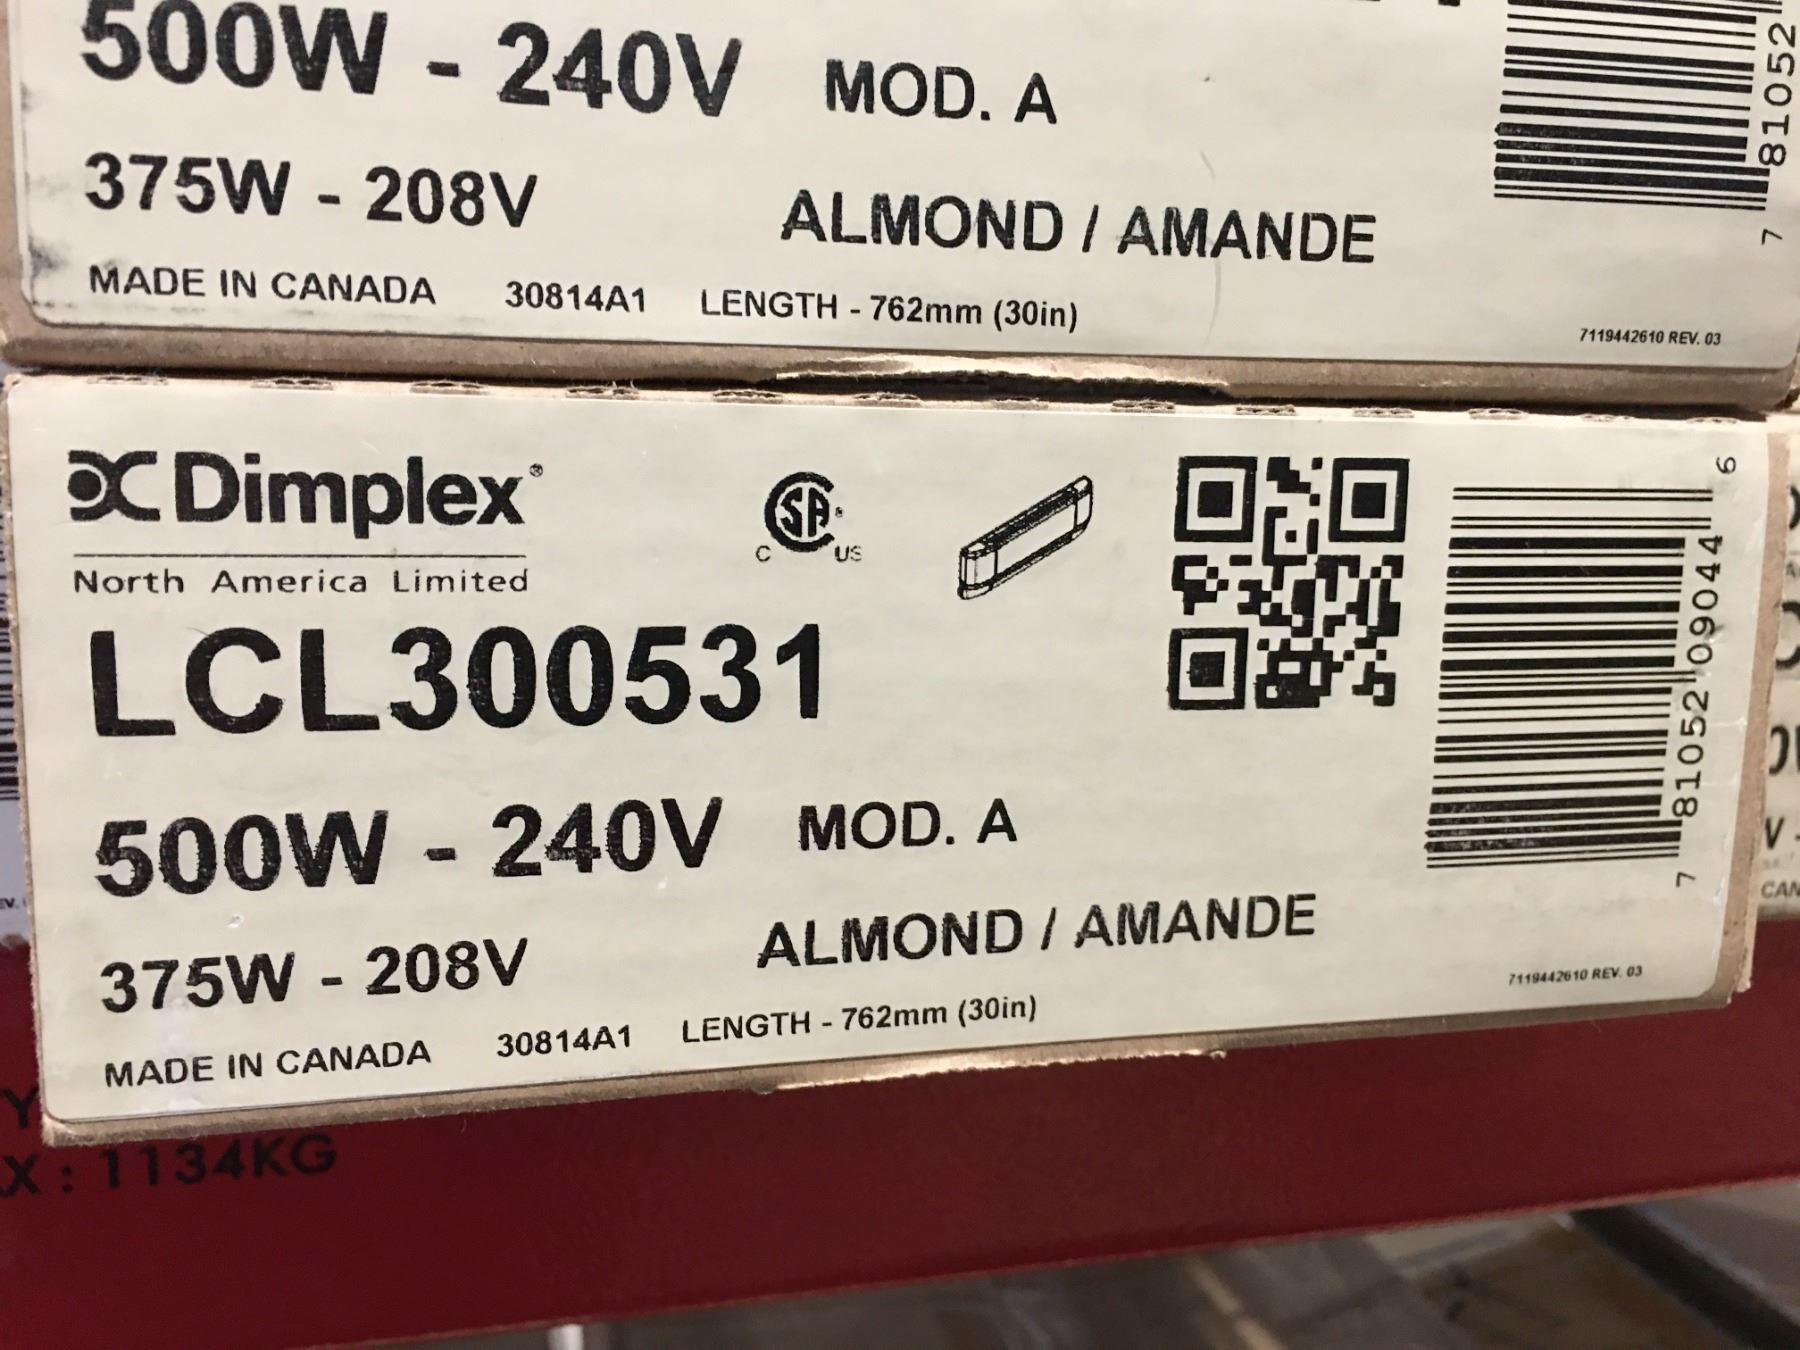 500W - 240V MOD. A
375W - 208V ALMOND / AMANDE
MADE IN CANADA 30814A1 LENGTH - 762mm (30in)
7119442610 REV. 03
7 81052
Dimplex®
North America Limited
CSA®
C US
LCL300531
500W - 240V MOD. A
375W - 208V ALMOND / AMANDE
MADE IN CANADA 30814A1 LENGTH - 762mm (30in)
7119442610 REV. 03
7 81052 09044 6
X: 1134KG